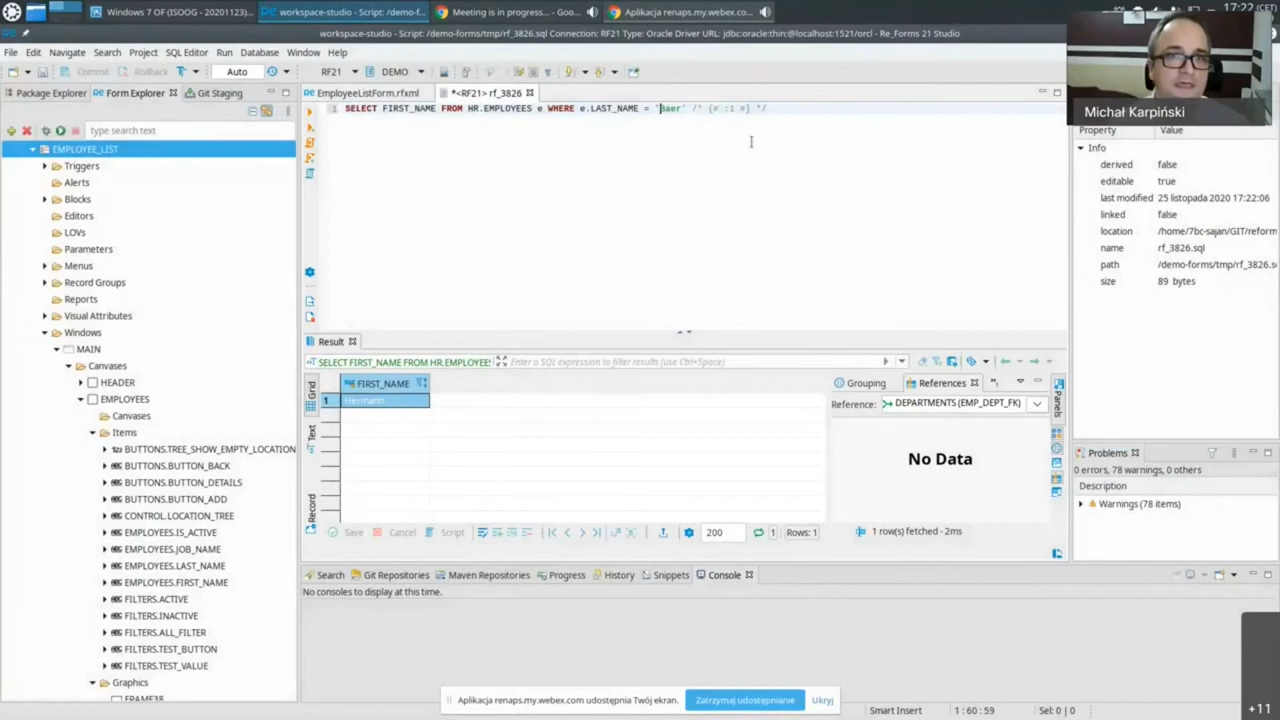 Windows 7 OF (ISOOG - 20201123)...
workspace-studio - Script: /demo-f...
Meeting is in progress... - Goo...
Aplikacja renaps.my.webex.co...
17:22 (CET)
workspace-studio - Script: /demo-forms/tmp/rf_3826.sql Connection: RF21 Type: Oracle Driver URL: jdbc:oracle:thin:@localhost:1521/orcl - Re_Forms 21 Studio
File Edit Navigate Search Project SQL Editor Run Database Window Help
Commit Rollback T Auto RF21 DEMO
Package Explorer Form Explorer Git Staging
EmployeeListForm.rfxml *<RF21> rf_3826
type search text
1 SELECT FIRST_NAME FROM HR.EMPLOYEES e WHERE e.LAST_NAME = 'Baer' /* {# :1 #} */
Michał Karpiński
EMPLOYEE_LIST
Triggers
Alerts
Blocks
Editors
LOVs
Parameters
Menus
Record Groups
Reports
Visual Attributes
Windows
MAIN
Canvases
HEADER
EMPLOYEES
Canvases
Items
BUTTONS.TREE_SHOW_EMPTY_LOCATION
BUTTONS.BUTTON_BACK
BUTTONS.BUTTON_DETAILS
BUTTONS.BUTTON_ADD
CONTROL.LOCATION_TREE
EMPLOYEES.IS_ACTIVE
EMPLOYEES.JOB_NAME
EMPLOYEES.LAST_NAME
EMPLOYEES.FIRST_NAME
FILTERS.ACTIVE
FILTERS.INACTIVE
FILTERS.ALL_FILTER
FILTERS.TEST_BUTTON
FILTERS.TEST_VALUE
Graphics
FRAME38
Result
SELECT FIRST_NAME FROM HR.EMPLOYEE! Enter a SQL expression to filter results (use Ctrl+Space)
Grid
Text
Record
FIRST_NAME
1 Hermann
Grouping References
Reference: DEPARTMENTS (EMP_DEPT_FK)
No Data
Panels
Save Cancel Script 200 1 Rows: 1 1 row(s) fetched - 2ms
Search Git Repositories Maven Repositories Progress History Snippets Console
No consoles to display at this time.
Property Value
Info
derived false
editable true
last modified 25 listopada 2020 17:22:06
linked false
location /home/7bc-sajan/GIT/reform
name rf_3826.sql
path /demo-forms/tmp/rf_3826.s
size 89 bytes
Problems
0 errors, 78 warnings, 0 others
Description
Warnings (78 items)
Aplikacja renaps.my.webex.com udostępnia Twój ekran. Zatrzymaj udostępnianie Ukryj
Smart Insert 1 : 60 : 59 Sel: 0 | 0
+11